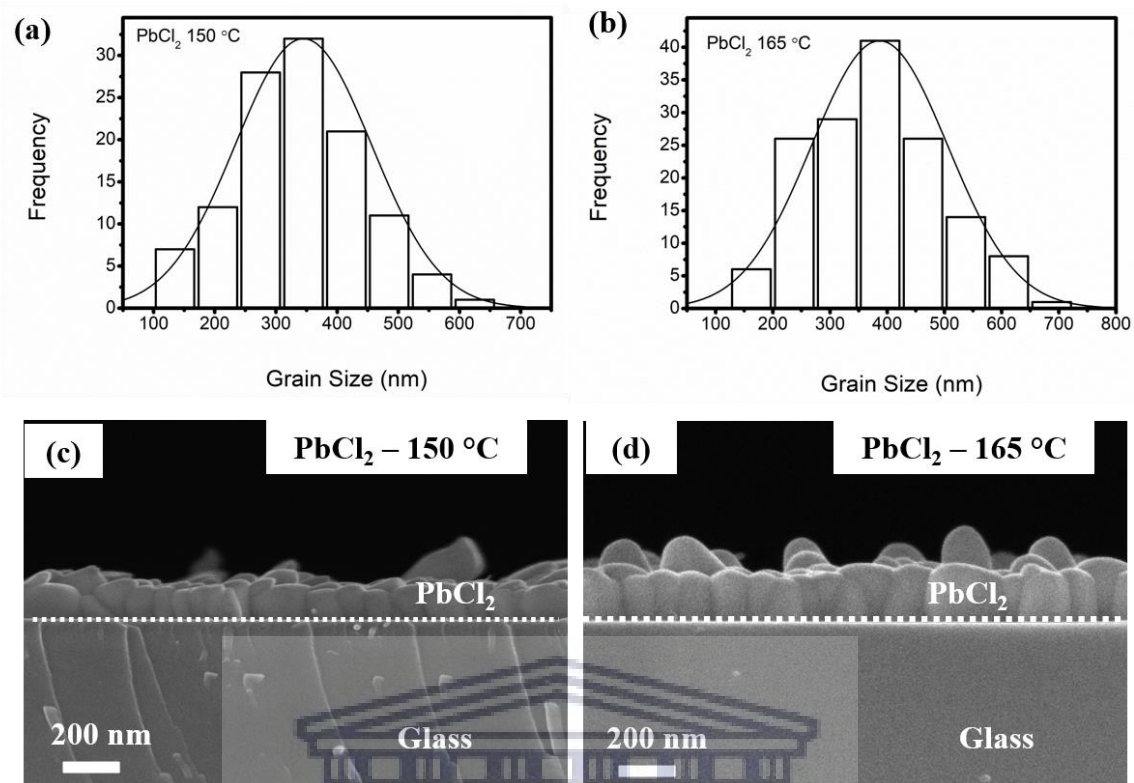 (a)
PbCl₂ 150 °C
Frequency
30
25
20
15
10
5
0
100 200 300 400 500 600 700
Grain Size (nm)
(b)
PbCl₂ 165 °C
Frequency
40
35
30
25
20
15
10
5
0
100 200 300 400 500 600 700 800
Grain Size (nm)
(c)
PbCl₂ – 150 °C
PbCl₂
200 nm
Glass
(d)
PbCl₂ – 165 °C
PbCl₂
200 nm
Glass